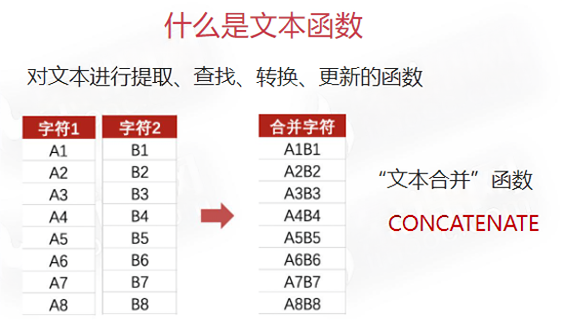 什么是文本函数
对文本进行提取、查找、转换、更新的函数
字符1 字符2 合并字符
A1 B1 A1B1
A2 B2 A2B2
A3 B3 A3B3
A4 B4 A4B4
A5 B5 A5B5
A6 B6 A6B6
A7 B7 A7B7
A8 B8 A8B8
“文本合并”函数
CONCATENATE